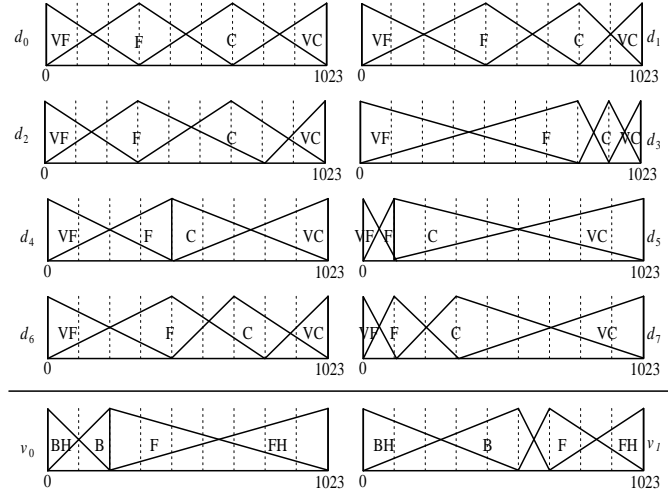 d0 VF F C VC 0 1023
VF F C VC d1 0 1023
d2 VF F C VC 0 1023
VF F C VC d3 0 1023
d4 VF F C VC 0 1023
VF F C VC d5 0 1023
d6 VF F C VC 0 1023
VF F C VC d7 0 1023
v0 BH B F FH 0 1023
BH B F FH v1 0 1023